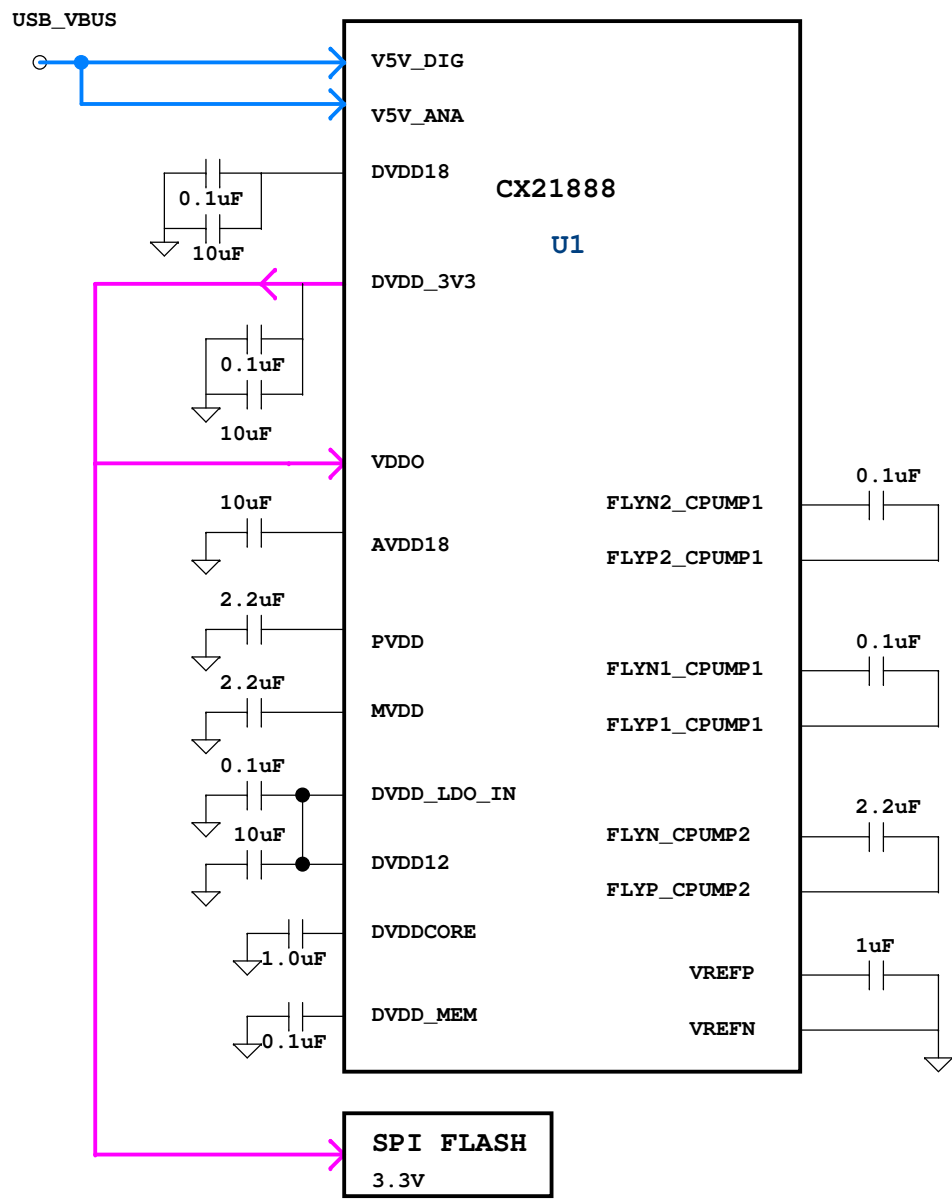 USB_VBUS
V5V_DIG
V5V_ANA
DVDD18
CX21888
0.1uF
U1
10uF
DVDD_3V3
0.1uF
10uF
VDDO
0.1uF
10uF
FLYN2_CPUMP1
AVDD18
FLYP2_CPUMP1
2.2uF
PVDD
0.1uF
FLYN1_CPUMP1
2.2uF
MVDD
FLYP1_CPUMP1
0.1uF
DVDD_LDO_IN
2.2uF
10uF
FLYN_CPUMP2
DVDD12
FLYP_CPUMP2
DVDDCORE
1uF
1.0uF
VREFP
DVDD_MEM
VREFN
0.1uF
SPI FLASH
3.3V